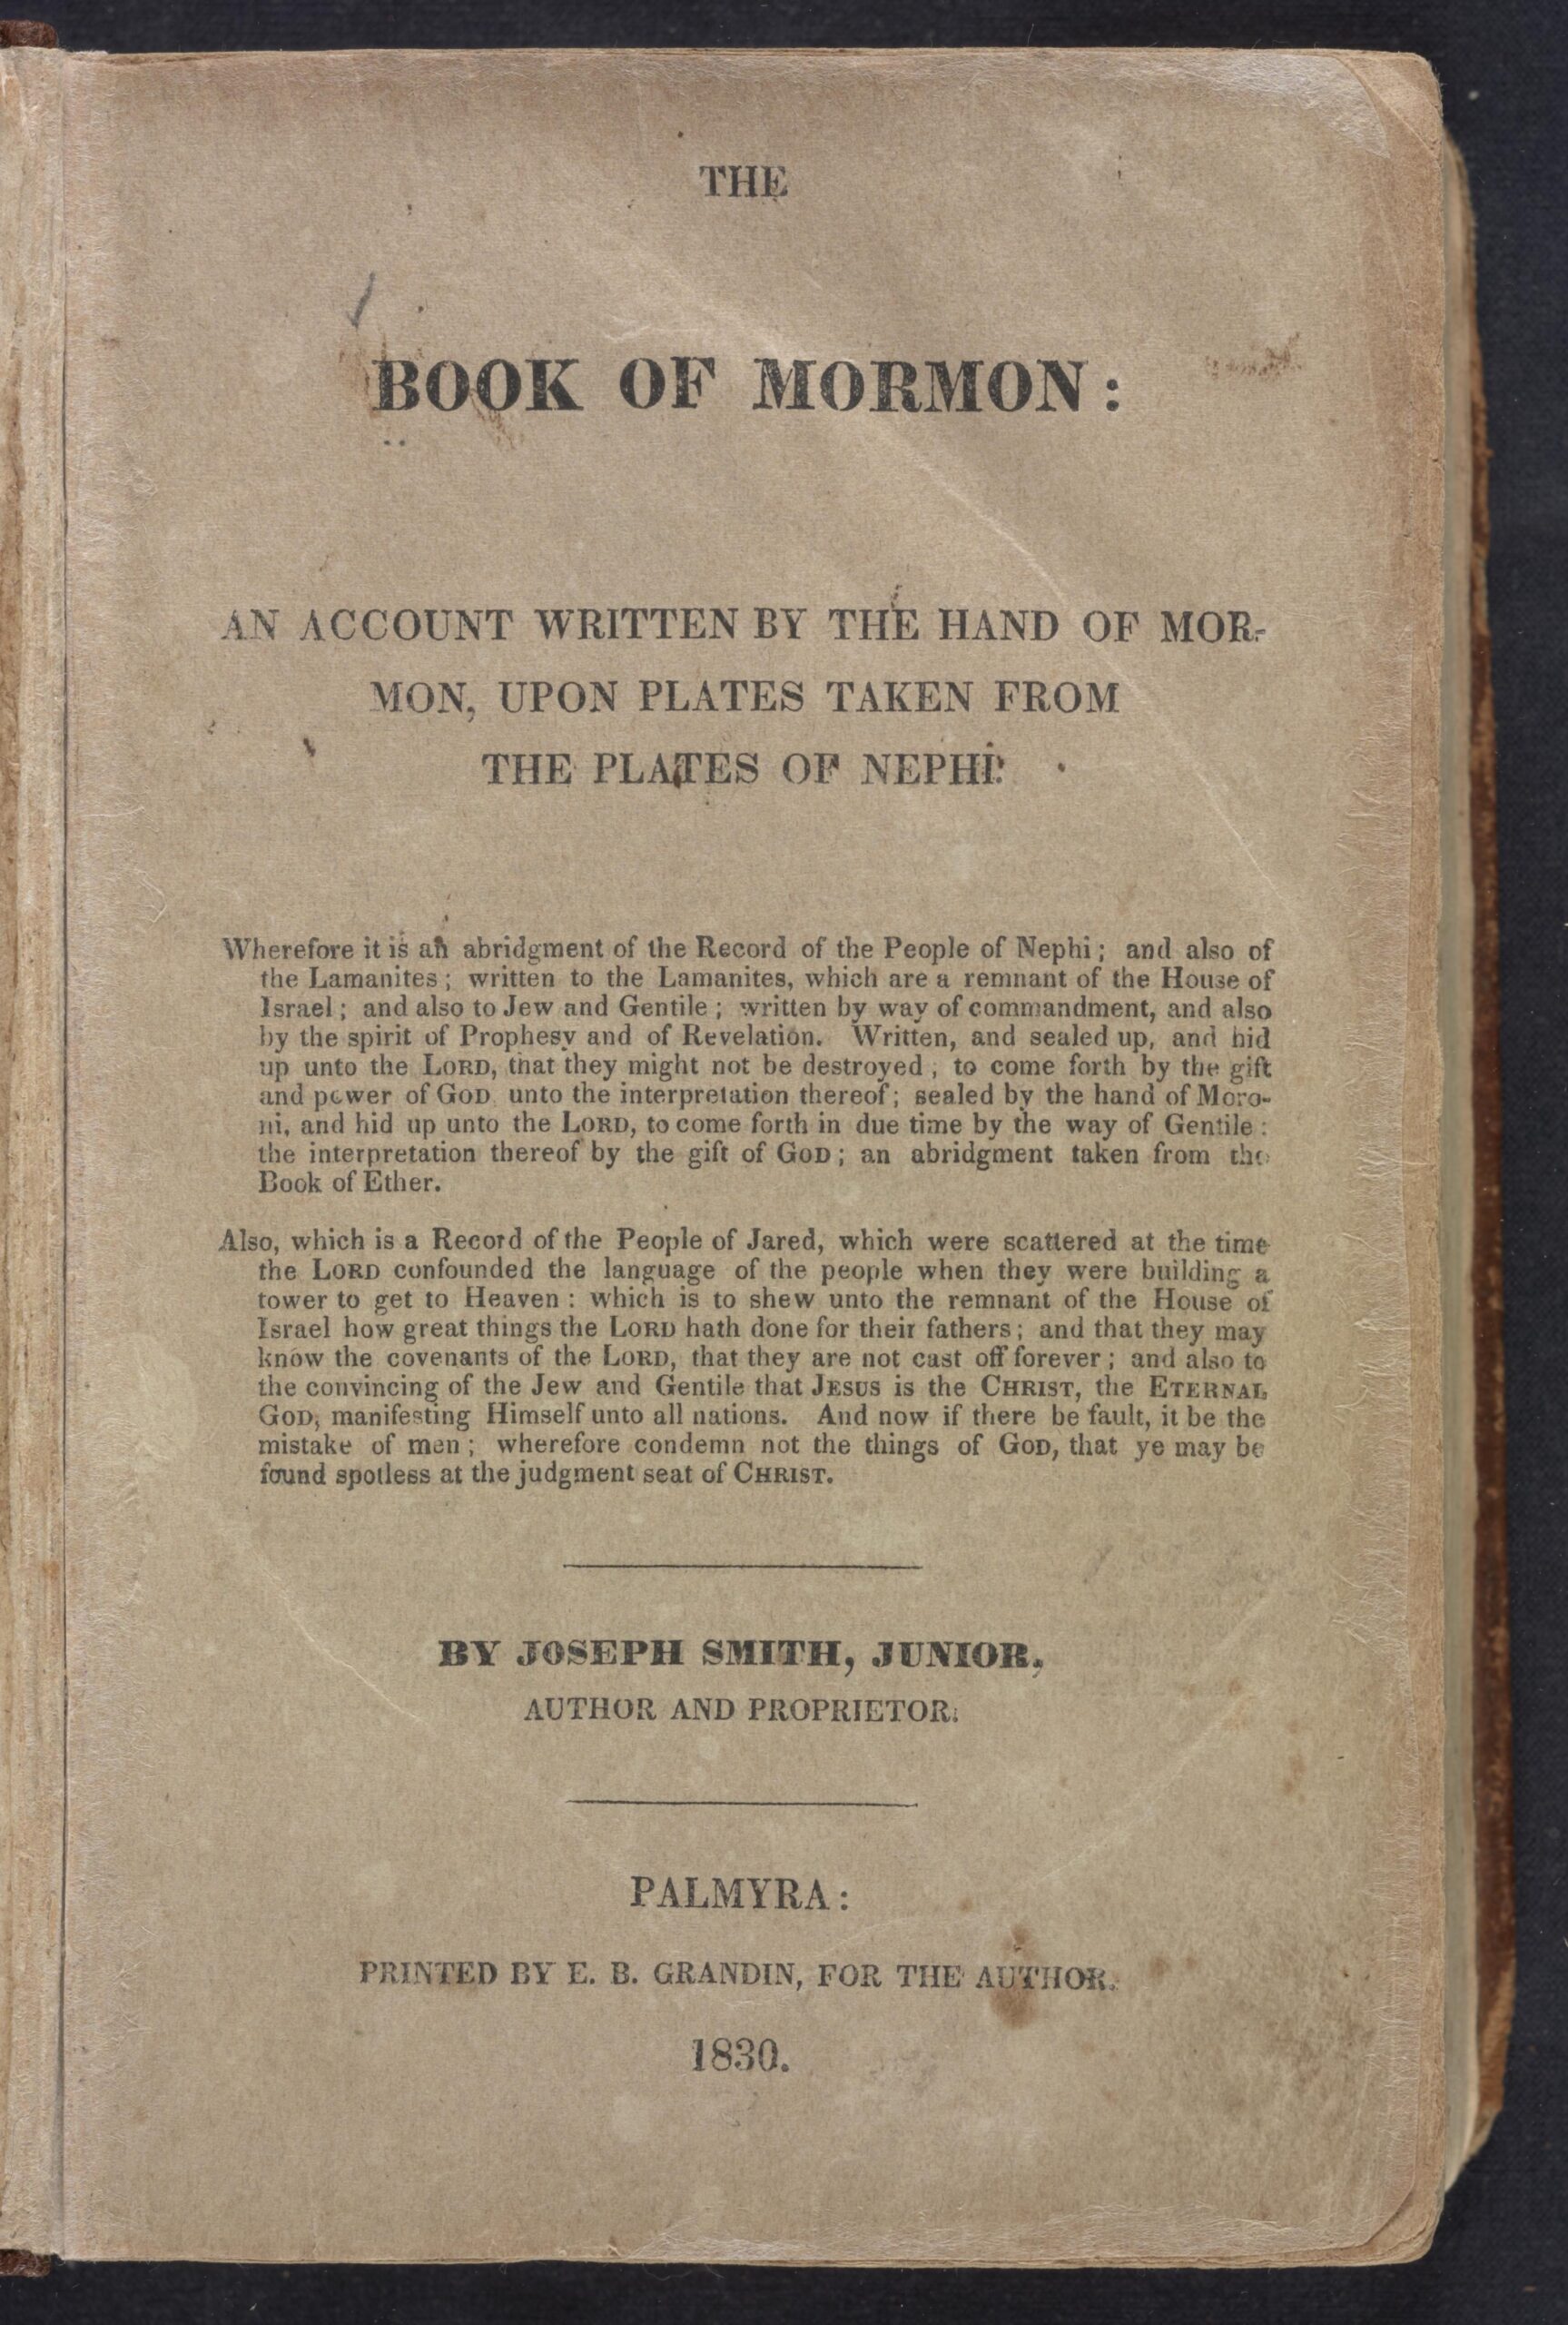 THE
BOOK OF MORMON:
AN ACCOUNT WRITTEN BY THE HAND OF MOR-
MON, UPON PLATES TAKEN FROM
THE PLATES OF NEPHI.
Wherefore it is an abridgment of the Record of the People of Nephi; and also of
the Lamanites; written to the Lamanites, which are a remnant of the House of
Israel; and also to Jew and Gentile; written by way of commandment, and also
by the spirit of Prophesy and of Revelation. Written, and sealed up, and hid
up unto the LORD, that they might not be destroyed; to come forth by the gift
and power of GOD unto the interpretation thereof; sealed by the hand of Moro-
ni, and hid up unto the LORD, to come forth in due time by the way of Gentile:
the interpretation thereof by the gift of GOD; an abridgment taken from the
Book of Ether.
Also, which is a Record of the People of Jared, which were scattered at the time
the LORD confounded the language of the people when they were building a
tower to get to Heaven: which is to shew unto the remnant of the House of
Israel how great things the LORD hath done for their fathers; and that they may
know the covenants of the LORD, that they are not cast off forever; and also to
the convincing of the Jew and Gentile that JESUS is the CHRIST, the ETERNAL
GOD, manifesting Himself unto all nations. And now if there be fault, it be the
mistake of men; wherefore condemn not the things of GOD, that ye may be
found spotless at the judgment seat of CHRIST.
BY JOSEPH SMITH, JUNIOR,
AUTHOR AND PROPRIETOR.
PALMYRA:
PRINTED BY E. B. GRANDIN, FOR THE AUTHOR.
1830.